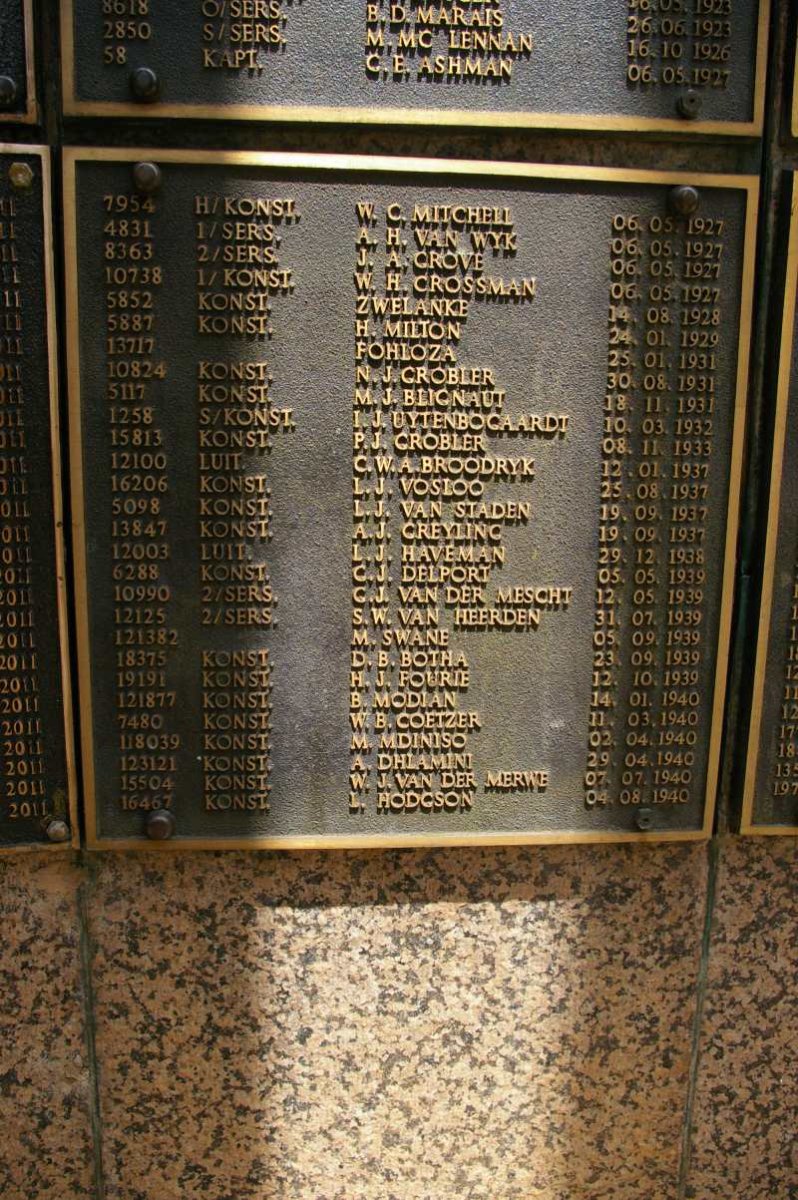 8618 O/SERS. 18.05.1923
2850 S/SERS. B. D. MARAIS 26.06.1923
58 KAPT. M. MC LENNAN 16.10.1926
C. E. ASHMAN 06.05.1927
7954 H/KONST. W. C. MITCHELL 06.05.1927
4831 1/SERS. A. H. VAN WYK 06.05.1927
8363 2/SERS. J. A. GROVE 06.05.1927
10738 1/KONST. W. H. CROSSMAN 06.05.1927
5852 KONST. ZWELANKE 14.08.1928
5887 KONST. H. MILTON 24.01.1929
13717 FOHLOZA 25.01.1931
10824 KONST. N. J. GROBLER 30.08.1931
5117 KONST. M. J. BLIGNAUT 18.11.1931
1258 S/KONST. I. J. UYTENBOGAARDT 10.03.1932
15813 KONST. P. J. GROBLER 08.11.1933
12100 LUIT. C.W.A. BROODRYK 12.01.1937
16206 KONST. L. J. VOSLOO 25.08.1937
5098 KONST. L. J. VAN STADEN 19.09.1937
13847 KONST. A. J. GREYLING 19.09.1937
12003 LUIT. L. J. HAVEMAN 29.12.1938
6288 KONST. C. J. DELPORT 05.05.1939
10990 2/SERS. G.J. VAN DER MESCHT 12.05.1939
12125 2/SERS. S.W. VAN HEERDEN 31.07.1939
121382 M. SWANE 05.09.1939
18375 KONST. D. B. BOTHA 23.09.1939
19191 KONST. H. J. FOURIE 12.10.1939
121877 KONST. B. MODIAN 14.01.1940
7480 KONST. W. B. COETZER 11.03.1940
118039 KONST. M. MDINISO 02.04.1940
123121 KONST. A. DHLAMINI 29.04.1940
15504 KONST. W. J. VAN DER MERWE 07.07.1940
16467 KONST. L. HODGSON 04.08.1940